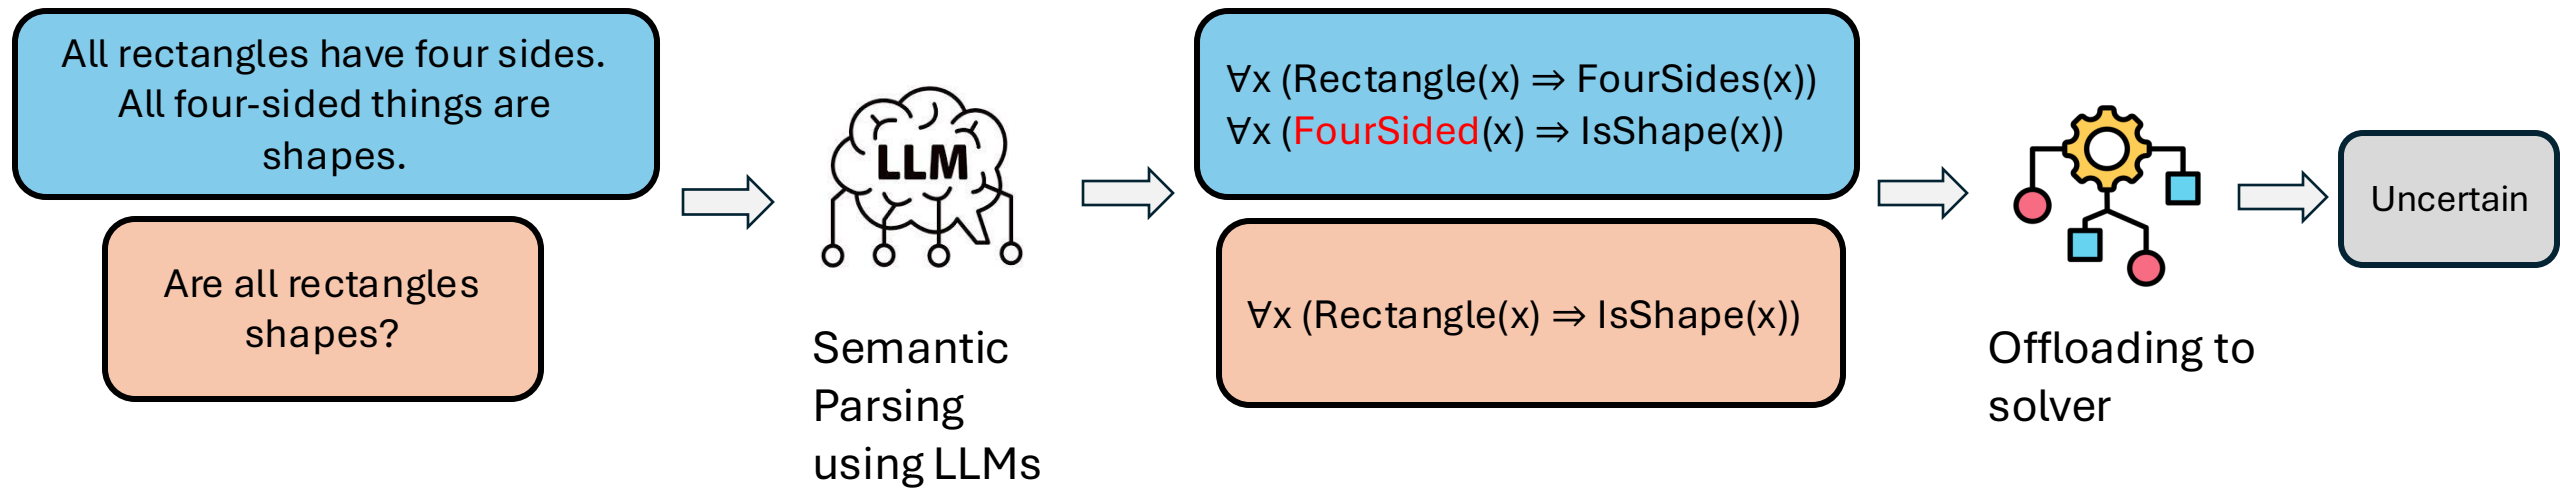 All rectangles have four sides.
All four-sided things are
shapes.
Are all rectangles
shapes?
LLM
Semantic
Parsing
using LLMs
∀x (Rectangle(x) ⇒ FourSides(x))
∀x (FourSided(x) ⇒ IsShape(x))
∀x (Rectangle(x) ⇒ IsShape(x))
Offloading to
solver
Uncertain